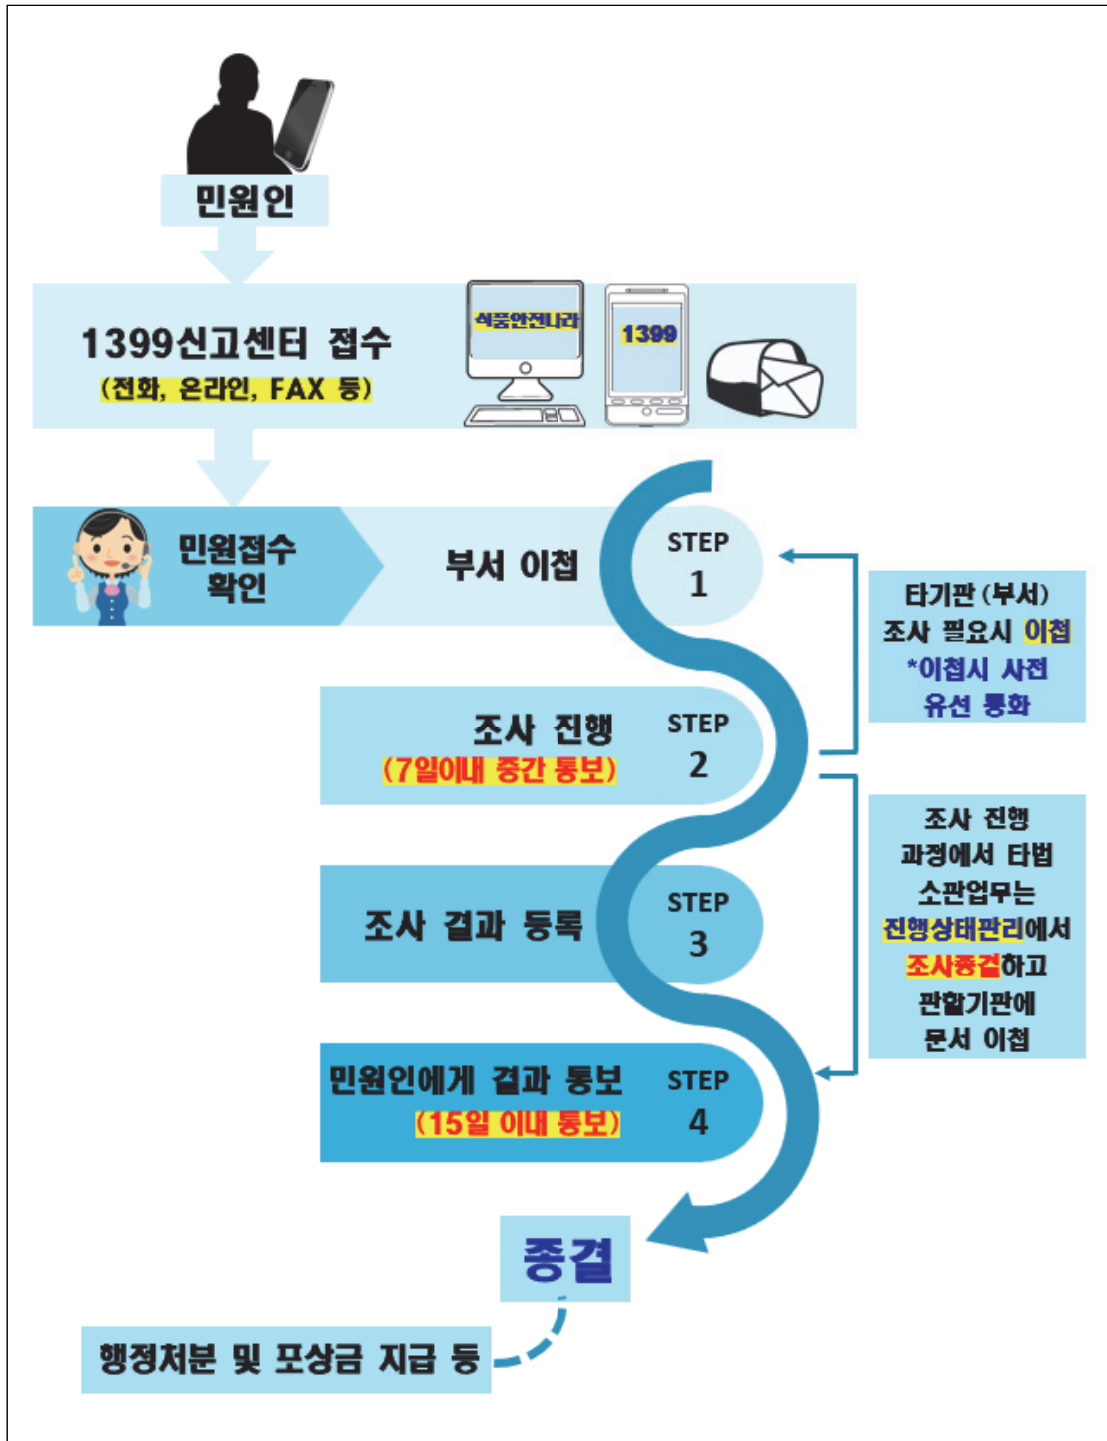 민원인
1399신고센터 접수
(전화, 온라인, FAX 등)
식품안전나라
1399
민원접수
확인
부서 이첩
STEP
1
타기관(부서)
조사 필요시 이첩
*이첩시 사전
유선 통화
조사 진행
(7일이내 중간 통보)
STEP
2
조사 진행
과정에서 타법
소관업무는
진행상태관리에서
조사종결하고
관할기관에
문서 이첩
조사 결과 등록
STEP
3
민원인에게 결과 통보
(15일 이내 통보)
STEP
4
종결
행정처분 및 포상금 지급 등